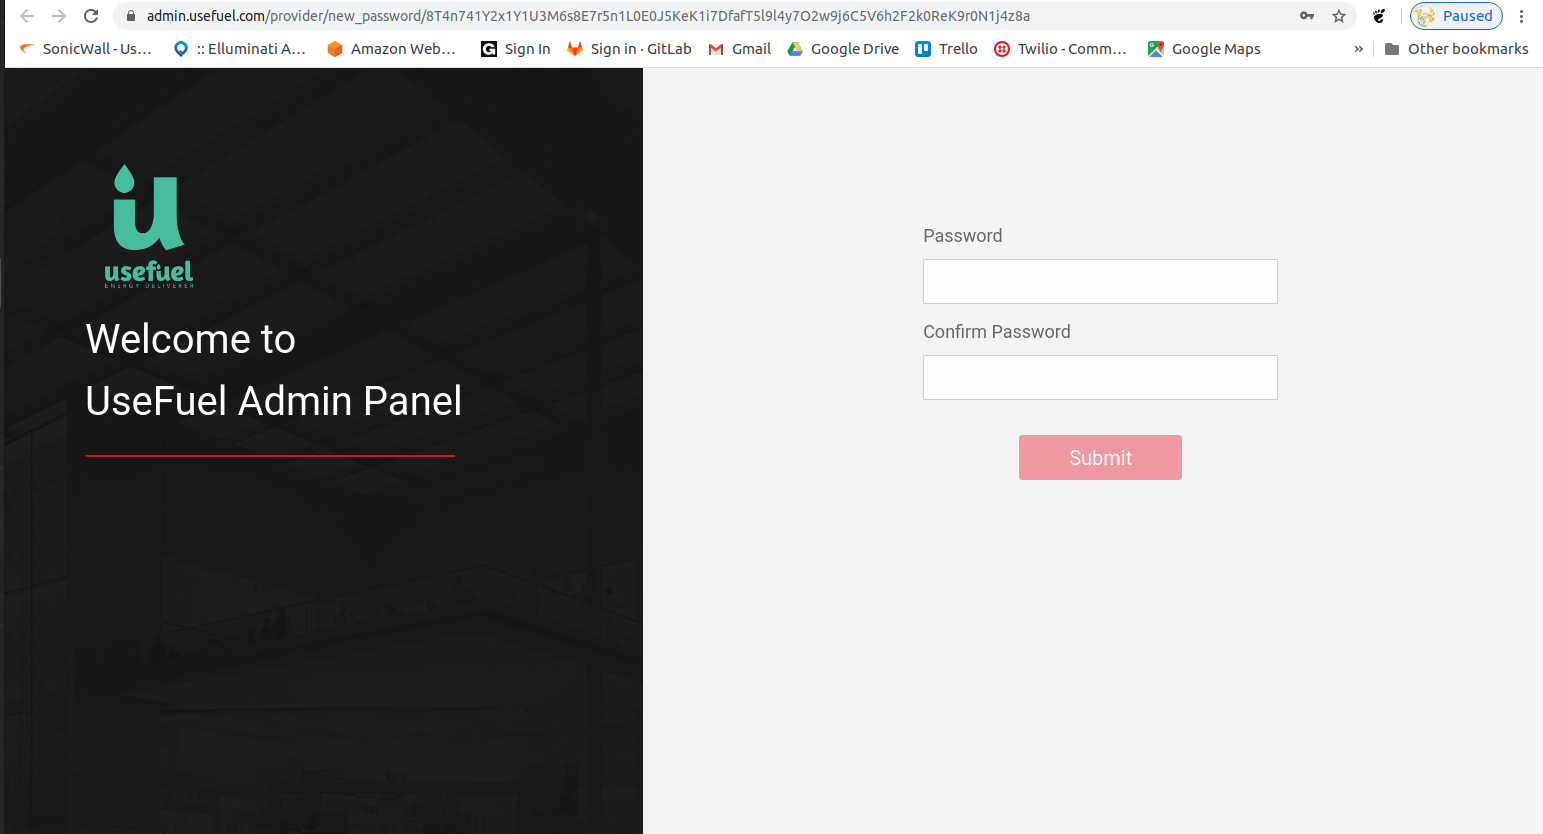 admin.usefuel.com/provider/new_password/8T4n741Y2x1Y1U3M6s8E7r5n1L0E0J5KeK1i7DfafT5l9l4y7O2w9j6C5V6h2F2k0ReK9r0N1j4z8a
Paused
SonicWall - Us...
:: Elluminati A...
Amazon Web...
Sign In
Sign in · GitLab
Gmail
Google Drive
Trello
Twilio - Comm...
Google Maps
»
Other bookmarks
usefuel
ENERGY DELIVERER
Welcome to
UseFuel Admin Panel
Password
Confirm Password
Submit